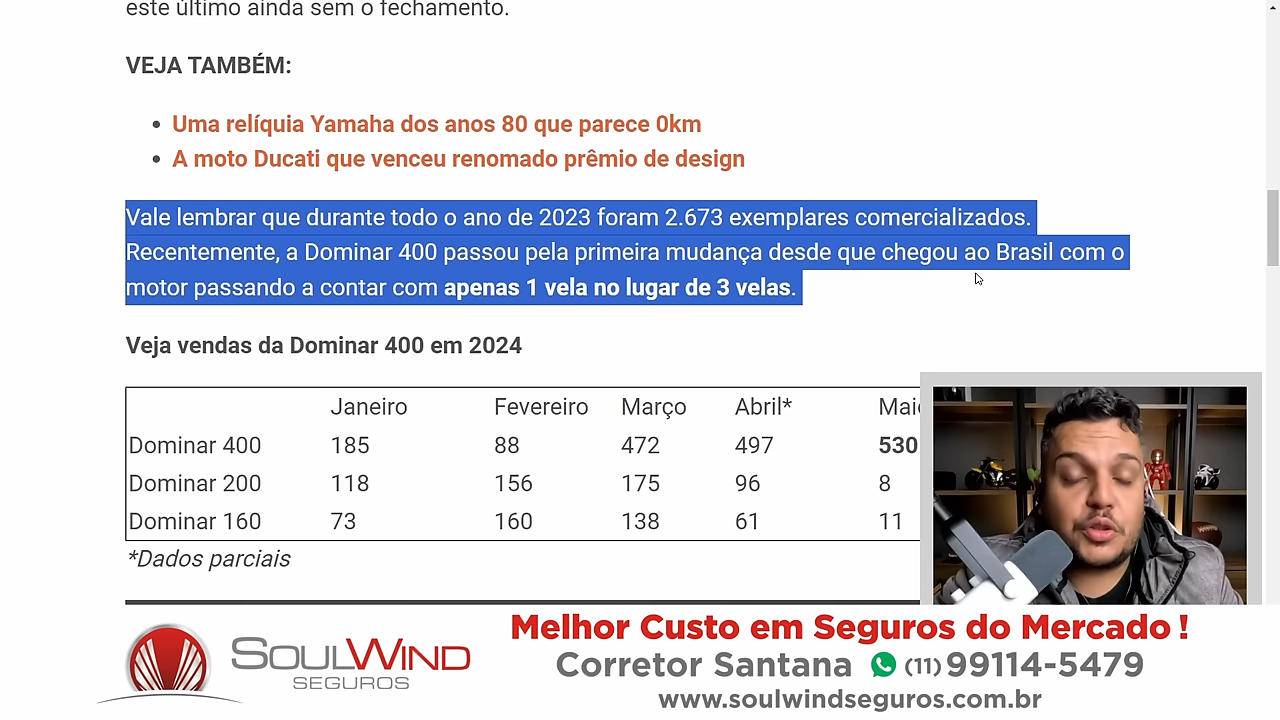 este último ainda sem o fechamento.
VEJA TAMBÉM:
• Uma relíquia Yamaha dos anos 80 que parece 0km
• A moto Ducati que venceu renomado prêmio de design
Vale lembrar que durante todo o ano de 2023 foram 2.673 exemplares comercializados.
Recentemente, a Dominar 400 passou pela primeira mudança desde que chegou ao Brasil com o
motor passando a contar com apenas 1 vela no lugar de 3 velas.
Veja vendas da Dominar 400 em 2024
Janeiro Fevereiro Março Abril* Maio
Dominar 400 185 88 472 497 530
Dominar 200 118 156 175 96 8
Dominar 160 73 160 138 61 11
*Dados parciais
SOULWIND
SEGUROS
Melhor Custo em Seguros do Mercado !
Corretor Santana (11) 99114-5479
www.soulwindseguros.com.br